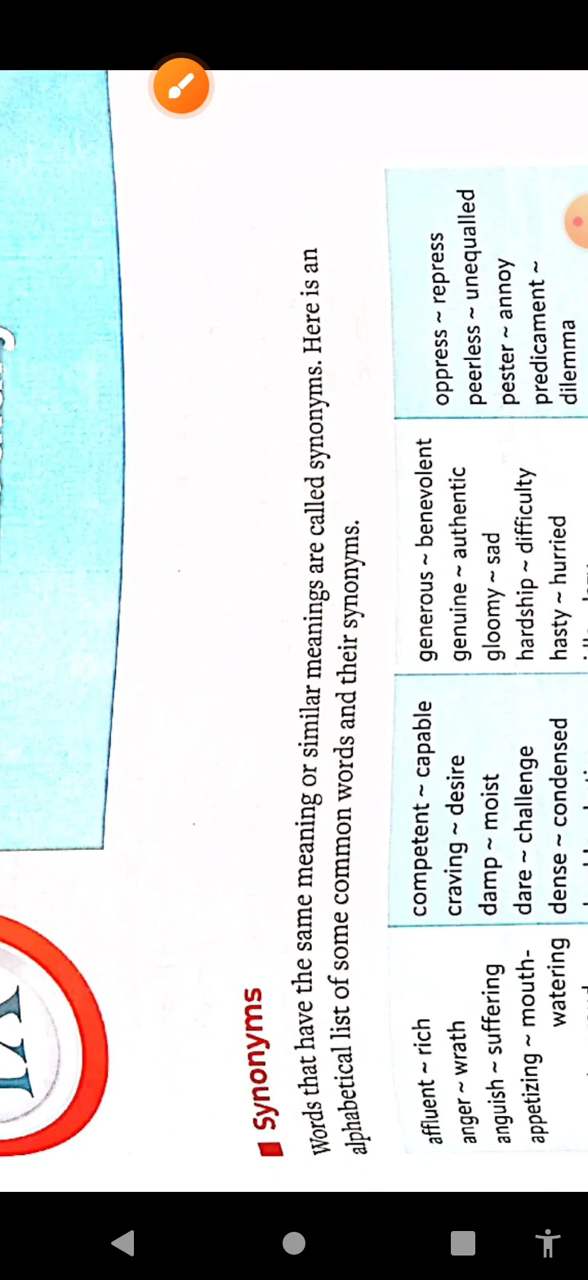 VI
Synonyms
Words that have the same meaning or similar meanings are called synonyms. Here is an
alphabetical list of some common words and their synonyms.
affluent ~ rich
anger ~ wrath
anguish ~ suffering
appetizing ~ mouth-
watering
competent ~ capable
craving ~ desire
damp ~ moist
dare ~ challenge
dense ~ condensed
generous ~ benevolent
genuine ~ authentic
gloomy ~ sad
hardship ~ difficulty
hasty ~ hurried
oppress ~ repress
peerless ~ unequalled
pester ~ annoy
predicament ~
dilemma